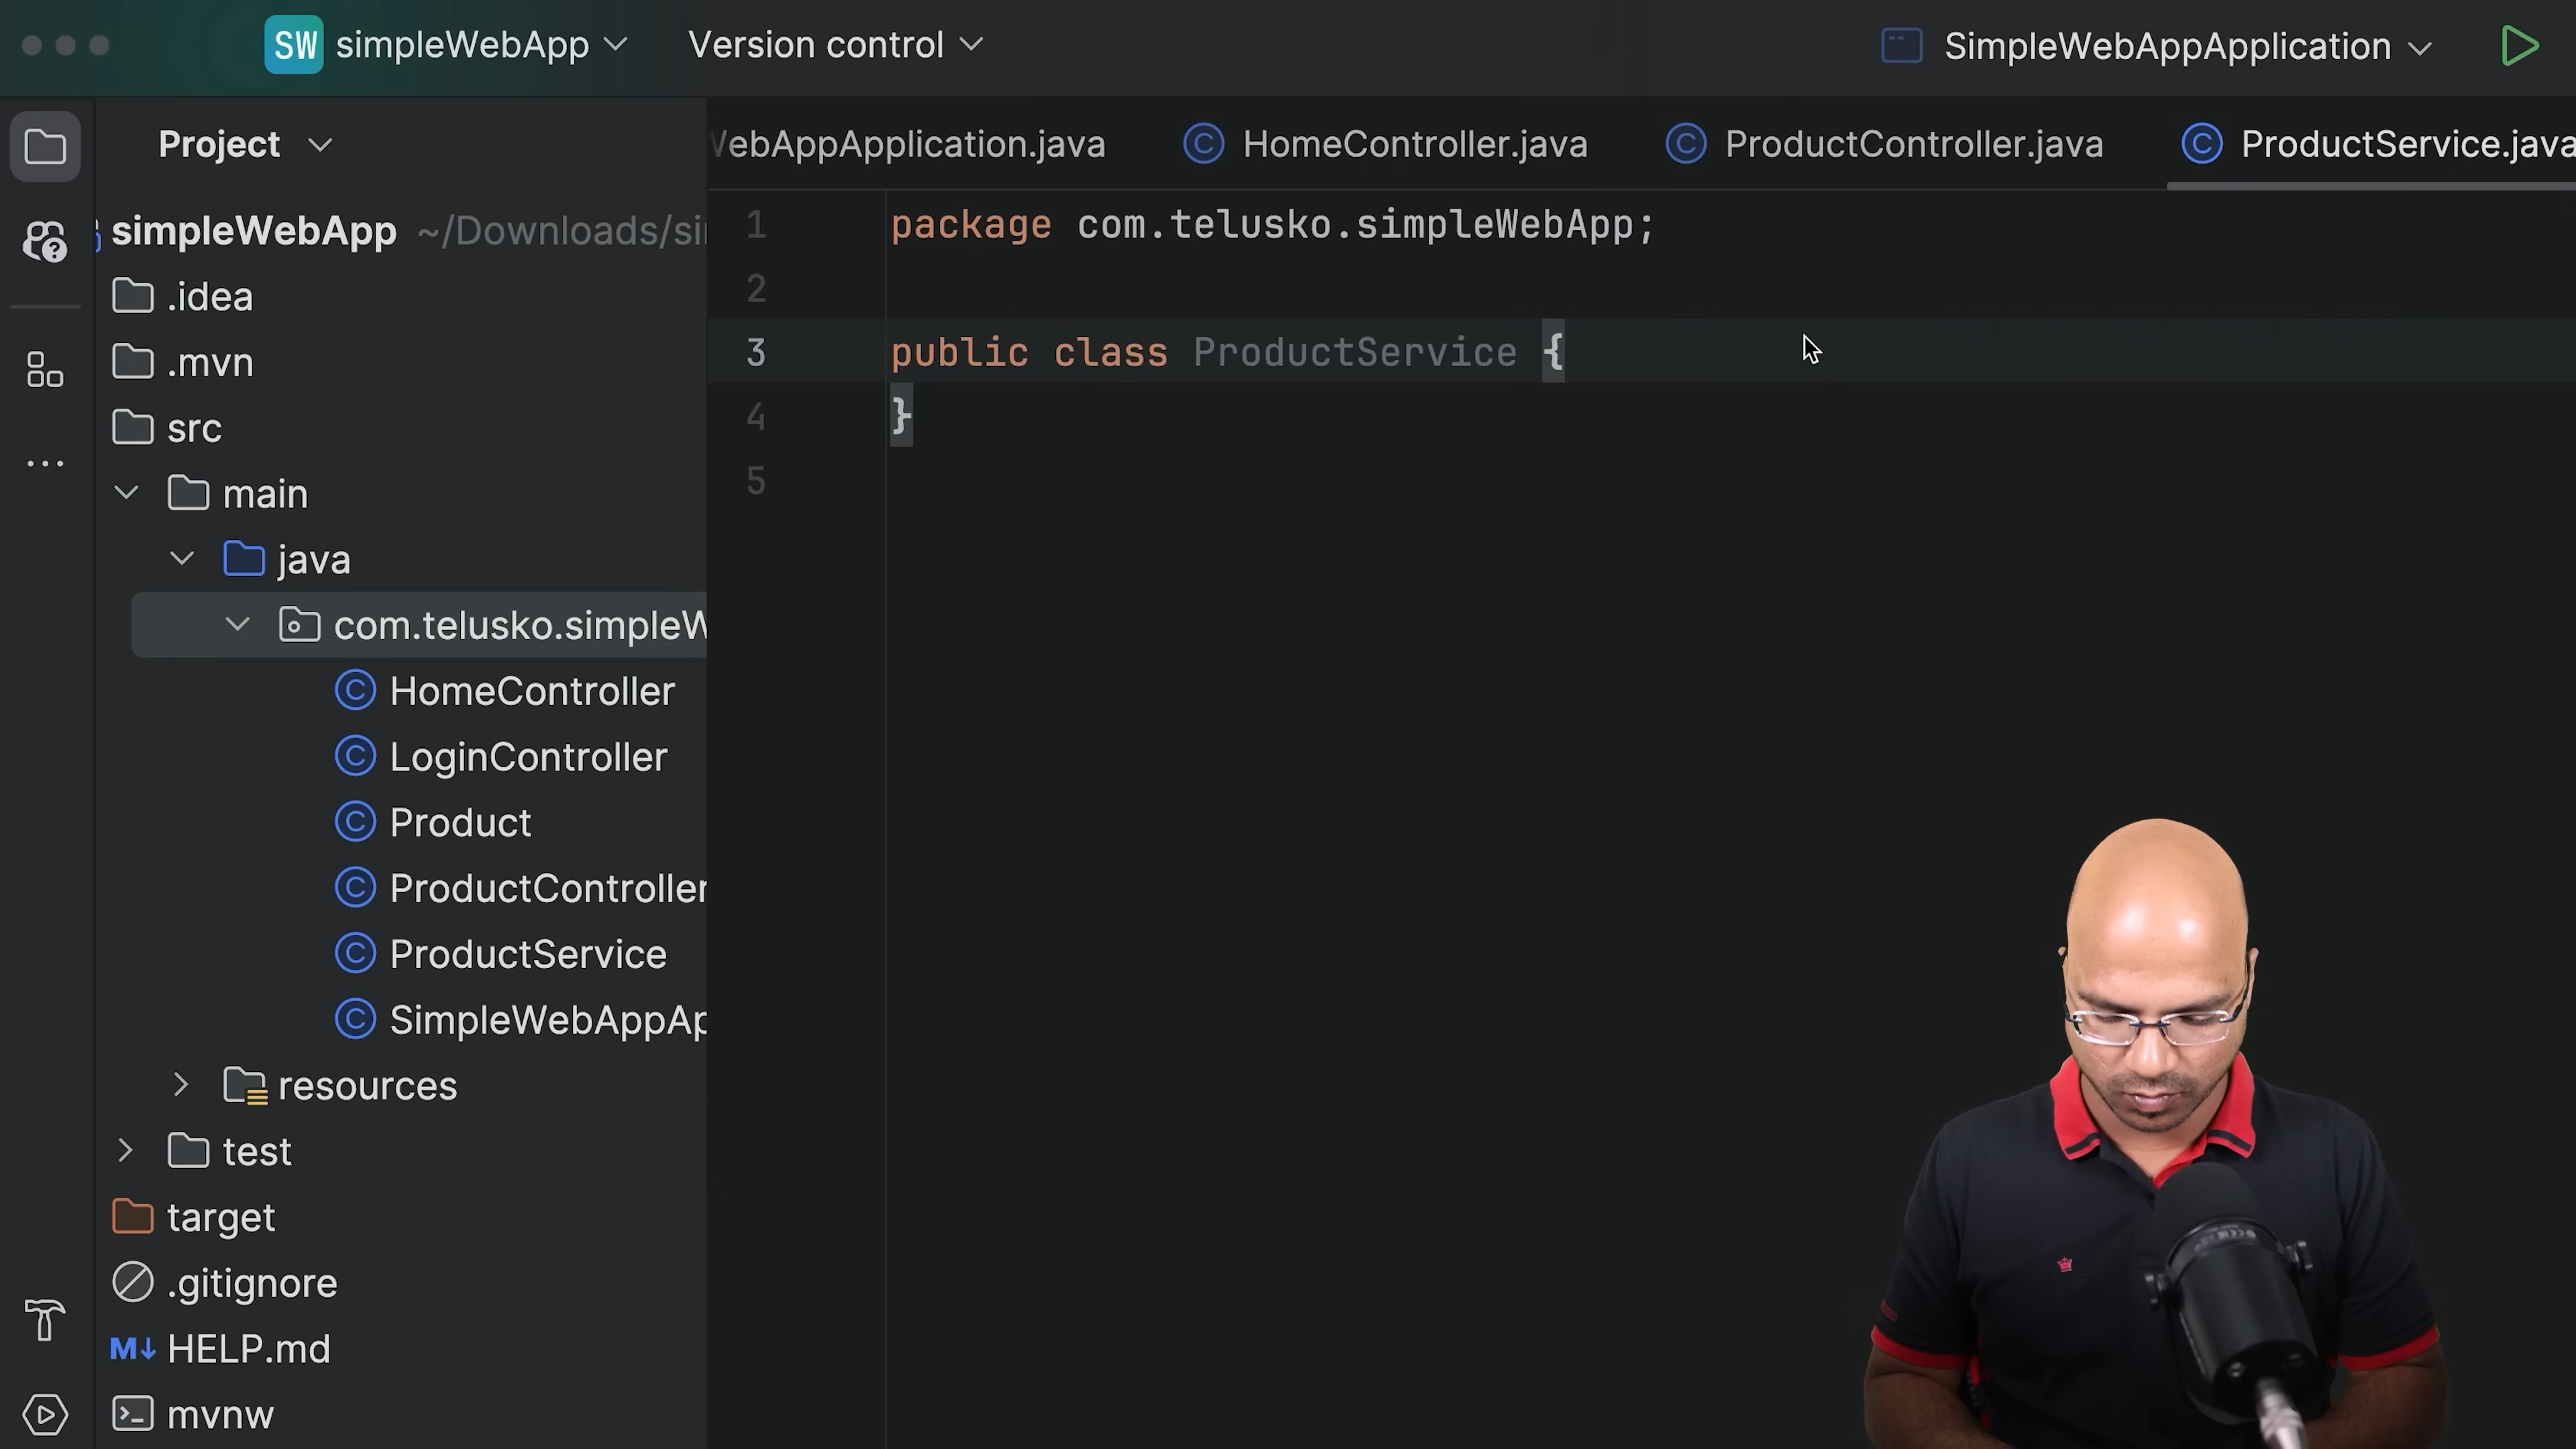 SW simpleWebApp Version control SimpleWebAppApplication
Project
WebAppApplication.java HomeController.java ProductController.java ProductService.java
simpleWebApp ~/Downloads/si
.idea
.mvn
src
main
java
com.telusko.simpleW
HomeController
LoginController
Product
ProductController
ProductService
SimpleWebAppAp
resources
test
target
.gitignore
HELP.md
mvnw
1 package com.telusko.simpleWebApp;
2
3 public class ProductService {
4 }
5